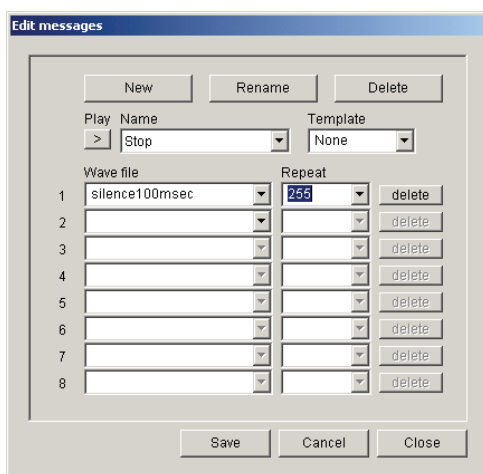 Edit messages
New Rename Delete
Play Name Template
> Stop None
Wave file Repeat
1 silence100msec 255 delete
2 delete
3 delete
4 delete
5 delete
6 delete
7 delete
8 delete
Save Cancel Close